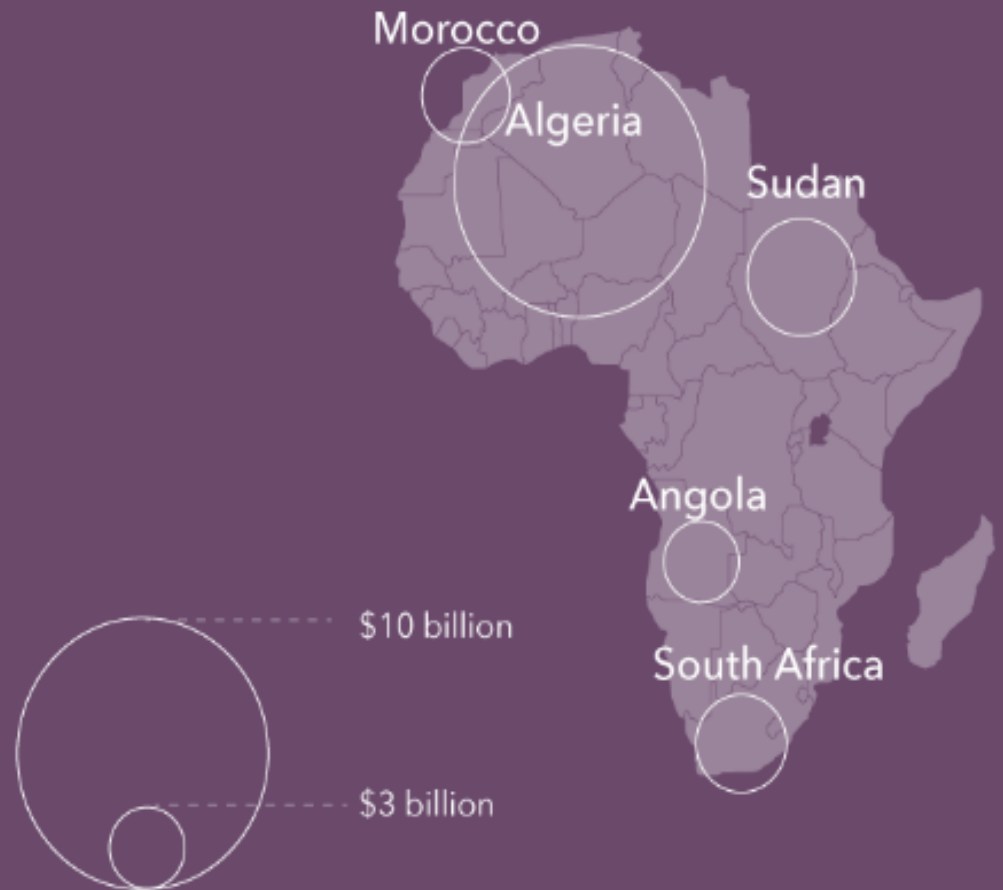 Morocco
Algeria
Sudan
Angola
$10 billion
South Africa
$3 billion